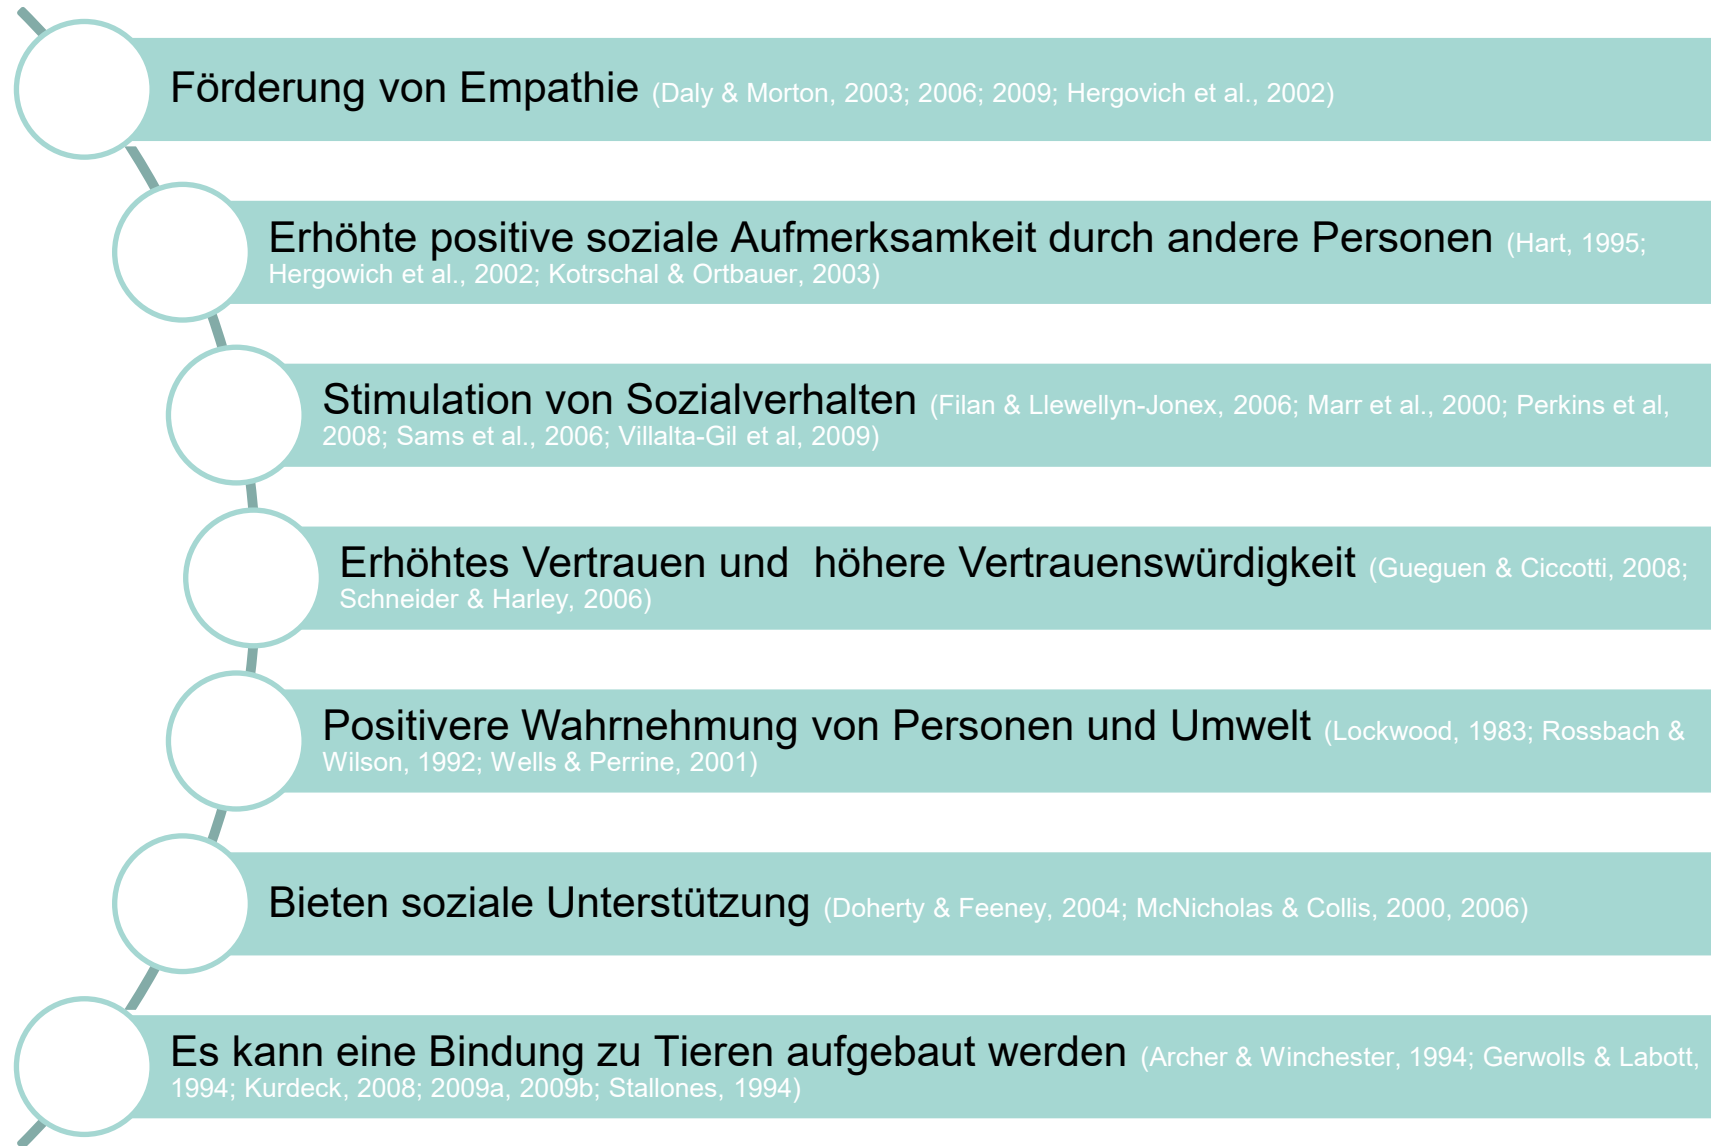 Förderung von Empathie (Daly & Morton, 2003; 2006; 2009; Hergovich et al., 2002)
Erhöhte positive soziale Aufmerksamkeit durch andere Personen (Hart, 1995;
Hergowich et al., 2002; Kotrschal & Ortbauer, 2003)
Stimulation von Sozialverhalten (Filan & Llewellyn-Jonex, 2006; Marr et al., 2000; Perkins et al,
2008; Sams et al., 2006; Villalta-Gil et al, 2009)
Erhöhtes Vertrauen und  höhere Vertrauenswürdigkeit (Gueguen & Ciccotti, 2008;
Schneider & Harley, 2006)
Positivere Wahrnehmung von Personen und Umwelt (Lockwood, 1983; Rossbach &
Wilson, 1992; Wells & Perrine, 2001)
Bieten soziale Unterstützung (Doherty & Feeney, 2004; McNicholas & Collis, 2000, 2006)
Es kann eine Bindung zu Tieren aufgebaut werden (Archer & Winchester, 1994; Gerwolls & Labott,
1994; Kurdeck, 2008; 2009a, 2009b; Stallones, 1994)